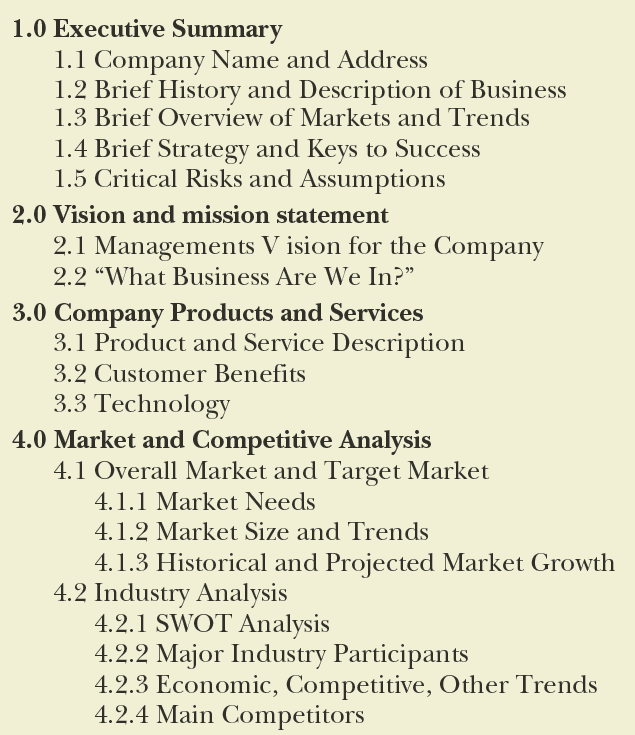 1.0 Executive Summary
1.1 Company Name and Address
1.2 Brief History and Description of Business
1.3 Brief Overview of Markets and Trends
1.4 Brief Strategy and Keys to Success
1.5 Critical Risks and Assumptions
2.0 Vision and mission statement
2.1 Managements V ision for the Company
2.2 “What Business Are We In?”
3.0 Company Products and Services
3.1 Product and Service Description
3.2 Customer Benefits
3.3 Technology
4.0 Market and Competitive Analysis
4.1 Overall Market and Target Market
4.1.1 Market Needs
4.1.2 Market Size and Trends
4.1.3 Historical and Projected Market Growth
4.2 Industry Analysis
4.2.1 SWOT Analysis
4.2.2 Major Industry Participants
4.2.3 Economic, Competitive, Other Trends
4.2.4 Main Competitors